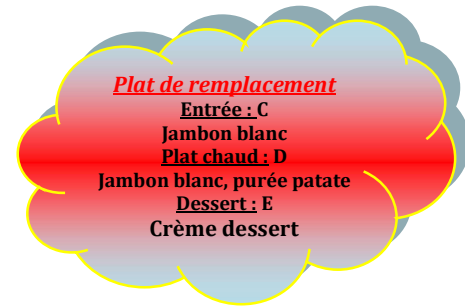 Plat de remplacement
Entrée : C
Jambon blanc
Plat chaud : D
Jambon blanc, purée patate
Dessert : E
Crème dessert